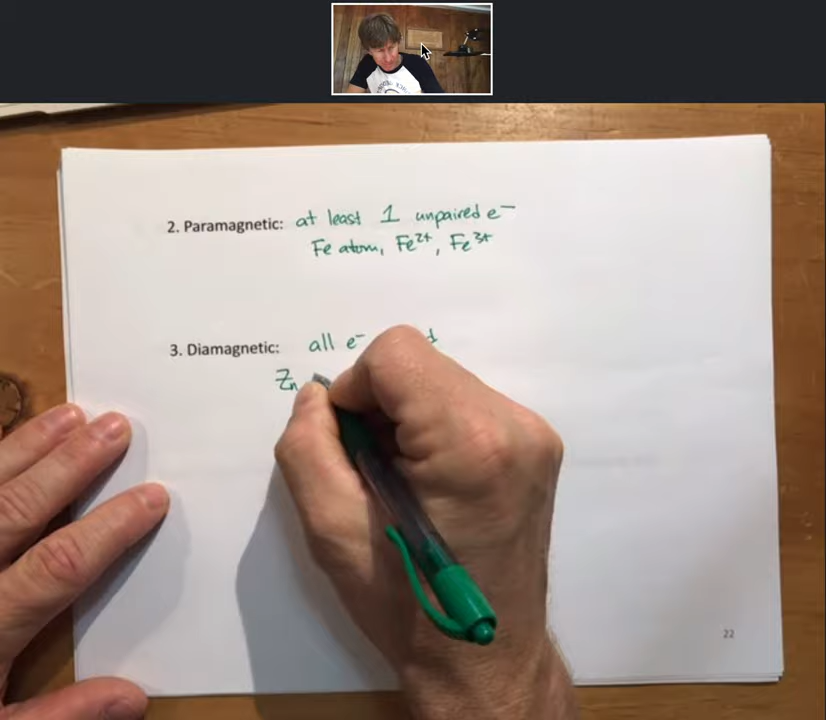 2. Paramagnetic: at least 1 unpaired e⁻
Fe atom, Fe²⁺, Fe³⁺
3. Diamagnetic: all e⁻
Zn
22